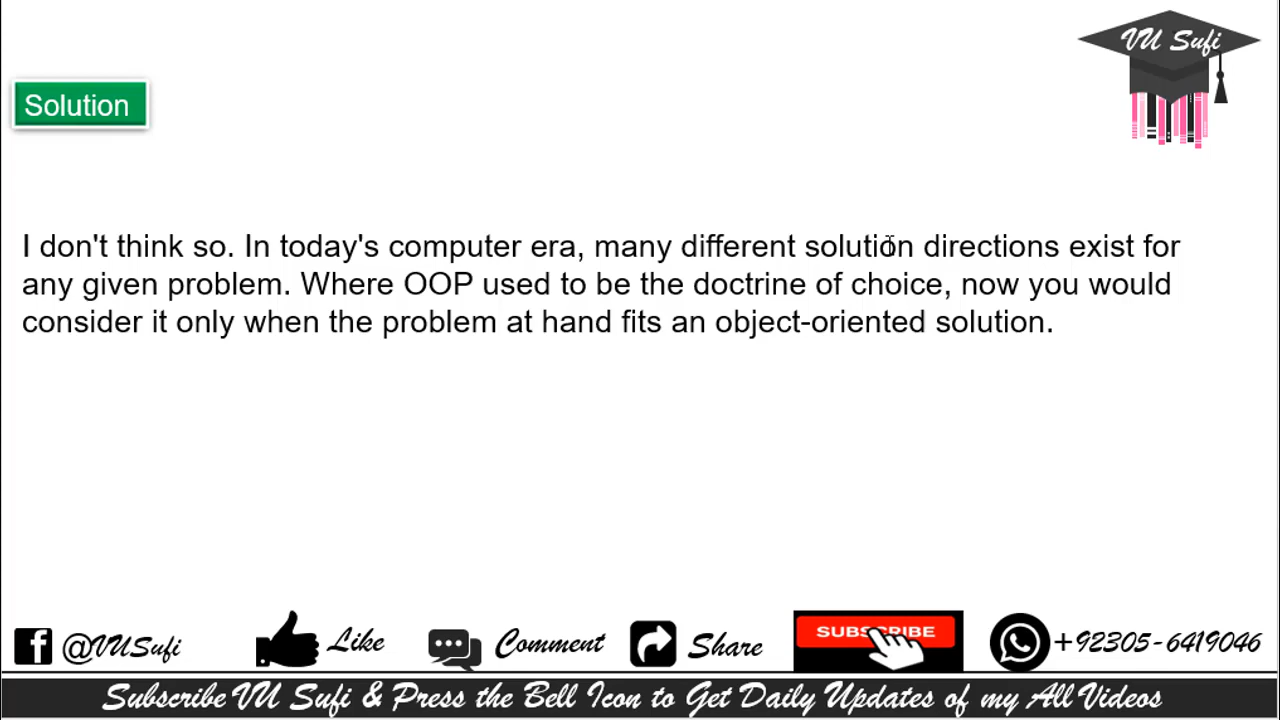 VU Sufi
Solution
I don't think so. In today's computer era, many different solution directions exist for
any given problem. Where OOP used to be the doctrine of choice, now you would
consider it only when the problem at hand fits an object-oriented solution.
@VUSufi
Like
Comment
Share
SUBSCRIBE
+92305-6419046
Subscribe VU Sufi & Press the Bell Icon to Get Daily Updates of my All Videos